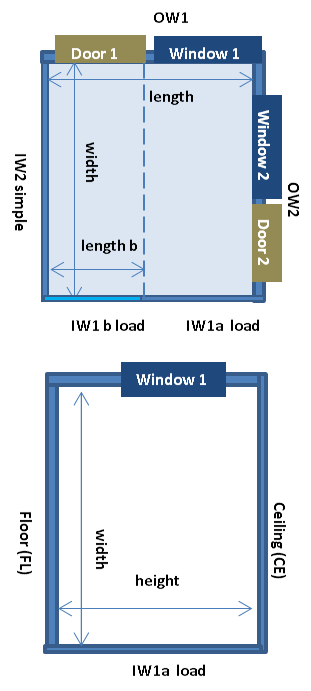 OW1
Door 1
Window 1
length
Window 2
width
IW2 simple
OW2
Door 2
length b
IW1 b load
IW1a load
Window 1
Floor (FL)
Ceiling (CE)
width
height
IW1a load